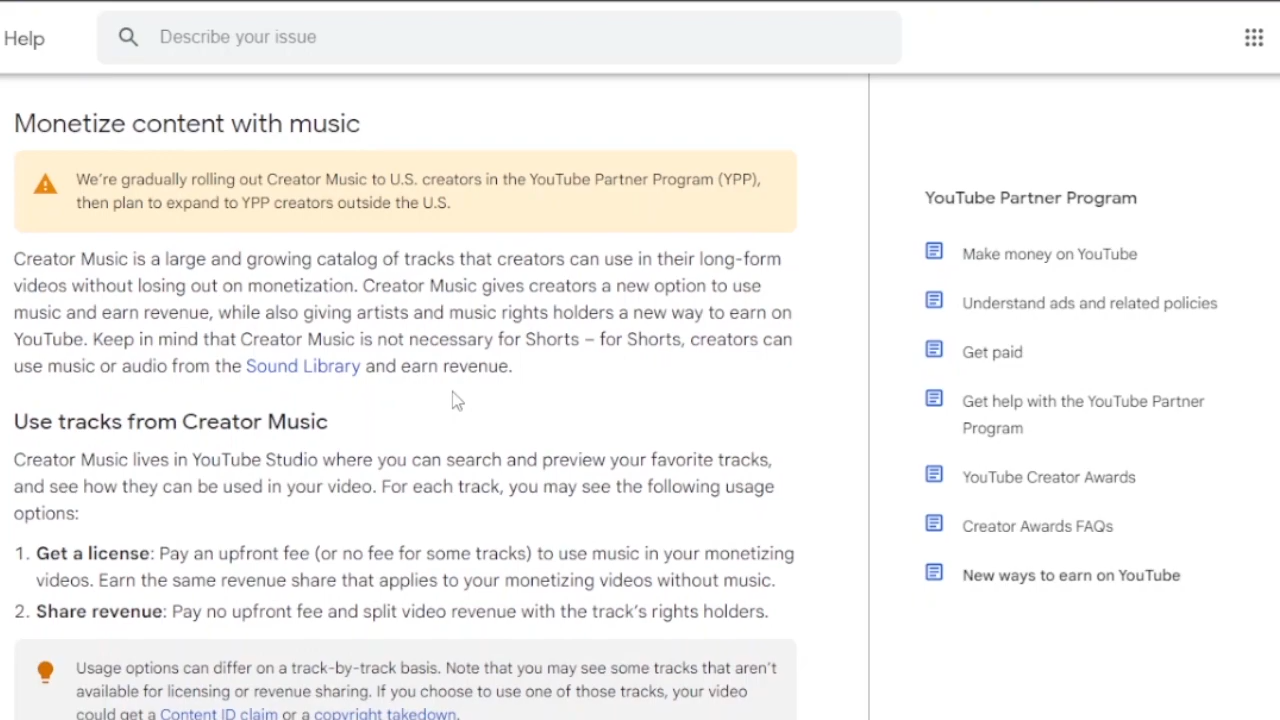 Help
Describe your issue
Monetize content with music
We're gradually rolling out Creator Music to U.S. creators in the YouTube Partner Program (YPP),
then plan to expand to YPP creators outside the U.S.
Creator Music is a large and growing catalog of tracks that creators can use in their long-form
videos without losing out on monetization. Creator Music gives creators a new option to use
music and earn revenue, while also giving artists and music rights holders a new way to earn on
YouTube. Keep in mind that Creator Music is not necessary for Shorts – for Shorts, creators can
use music or audio from the Sound Library and earn revenue.
Use tracks from Creator Music
Creator Music lives in YouTube Studio where you can search and preview your favorite tracks,
and see how they can be used in your video. For each track, you may see the following usage
options:
1. Get a license: Pay an upfront fee (or no fee for some tracks) to use music in your monetizing
videos. Earn the same revenue share that applies to your monetizing videos without music.
2. Share revenue: Pay no upfront fee and split video revenue with the track's rights holders.
Usage options can differ on a track-by-track basis. Note that you may see some tracks that aren't
available for licensing or revenue sharing. If you choose to use one of those tracks, your video
could get a Content ID claim or a copyright takedown.
YouTube Partner Program
Make money on YouTube
Understand ads and related policies
Get paid
Get help with the YouTube Partner
Program
YouTube Creator Awards
Creator Awards FAQs
New ways to earn on YouTube